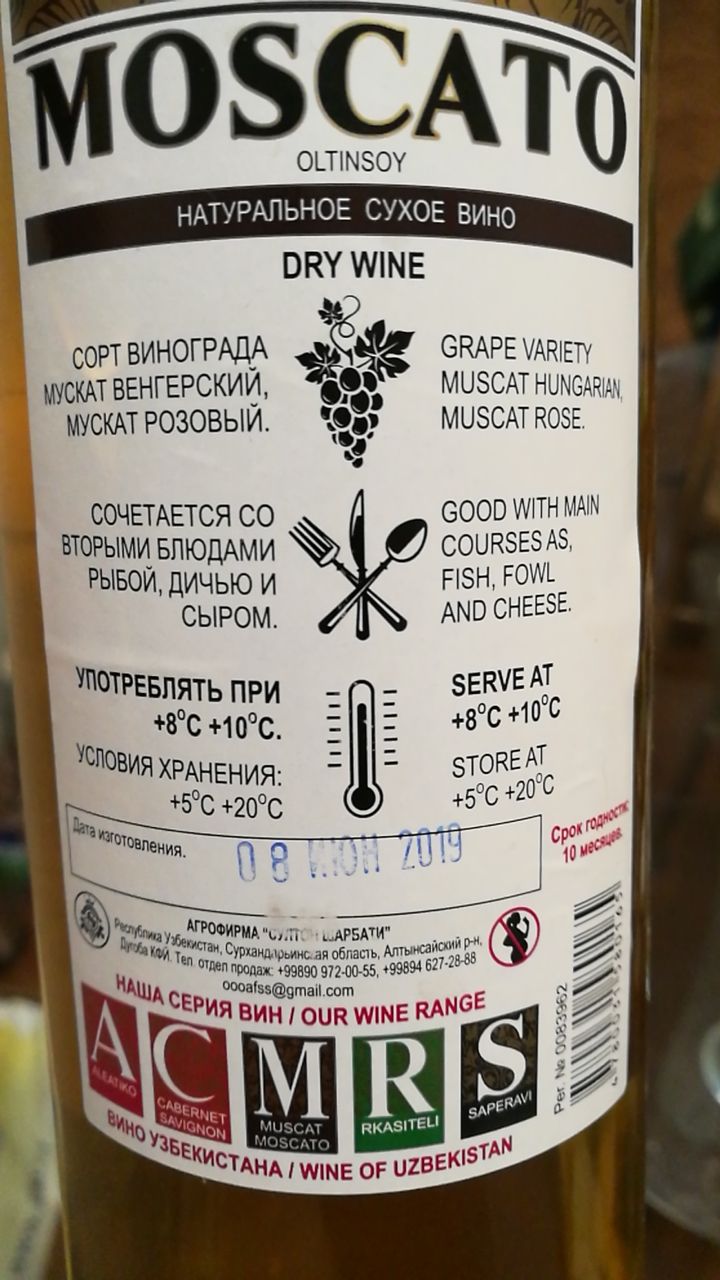 MOSCATO
OLTINSOY
НАТУРАЛЬНОЕ СУХОЕ ВИНО
DRY WINE
СОРТ ВИНОГРАДА
МУСКАТ ВЕНГЕРСКИЙ,
МУСКАТ РОЗОВЫЙ.
GRAPE VARIETY
MUSCAT HUNGARIAN,
MUSCAT ROSE.
СОЧЕТАЕТСЯ СО
ВТОРЫМИ БЛЮДАМИ
РЫБОЙ, ДИЧЬЮ И
СЫРОМ.
GOOD WITH MAIN
COURSES AS,
FISH, FOWL
AND CHEESE.
УПОТРЕБЛЯТЬ ПРИ
+8°C +10°C.
УСЛОВИЯ ХРАНЕНИЯ:
+5°C +20°C
SERVE AT
+8°C +10°C
STORE AT
+5°C +20°C
Дата изготовления.
08 ИЮН 2019
Срок годности:
10 месяцев.
АГРОФИРМА "СУЛТОН ШАРБАТИ"
Республика Узбекистан, Сурхандарьинская область, Алтынсайский р-н,
Дугоба КФЙ. Тел. отдел продаж: +99890 972-00-55, +99894 627-28-88
oooafss@gmail.com
НАША СЕРИЯ ВИН / OUR WINE RANGE
A
ALEATIKO
C
CABERNET
SAVIGNON
M
MUSCAT
MOSCATO
R
RKASITELI
S
SAPERAVI
ВИНО УЗБЕКИСТАНА / WINE OF UZBEKISTAN
Рег. № 0083962